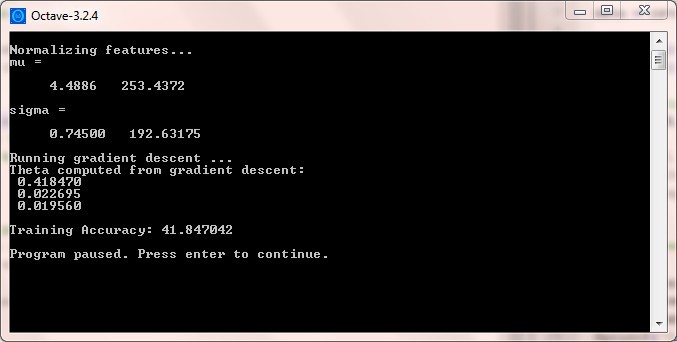 Octave-3.2.4
Normalizing features...
mu =
4.4886 253.4372
sigma =
0.74500 192.63175
Running gradient descent ...
Theta computed from gradient descent:
0.418470
0.022695
0.019560
Training Accuracy: 41.847042
Program paused. Press enter to continue.